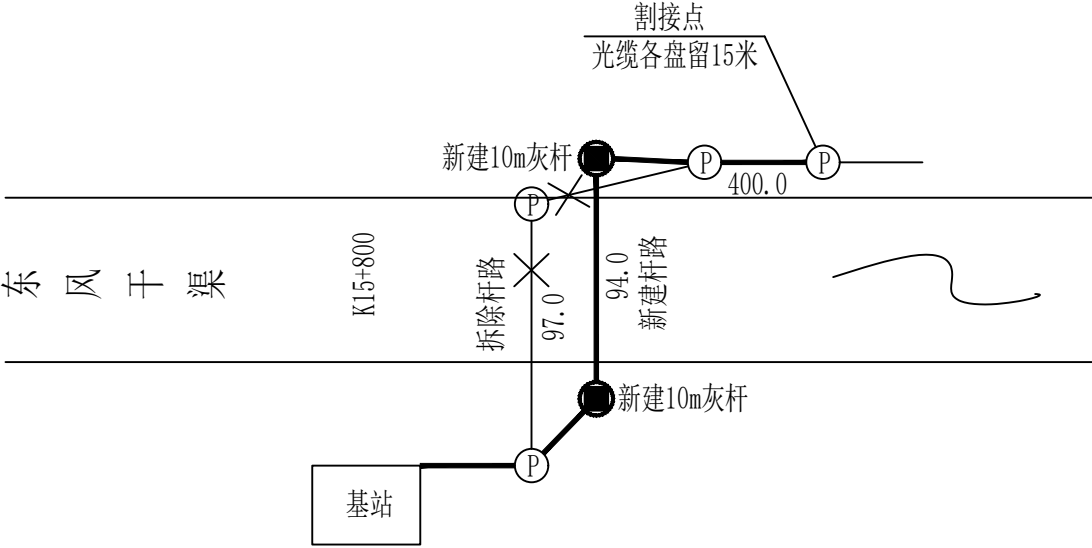 割接点
光缆各盘留15米
新建10m灰杆
P
P
400.0
P
东风干渠
K15+800
拆除杆路
97.0
94.0
新建杆路
新建10m灰杆
P
基站